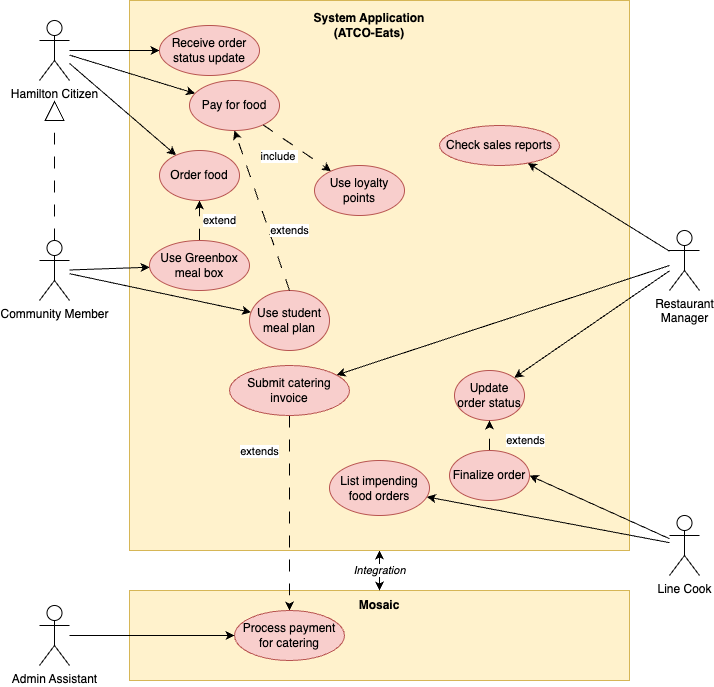 System Application
(ATCO-Eats)
Receive order
status update
Hamilton Citizen
Pay for food
include
Check sales reports
Order food
Use loyalty
points
extend
extends
Use Greenbox
meal box
Community Member
Use student
meal plan
Restaurant
Manager
Submit catering
invoice
Update
order status
extends
extends
List impending
food orders
Finalize order
Integration
Line Cook
Mosaic
Process payment
for catering
Admin Assistant